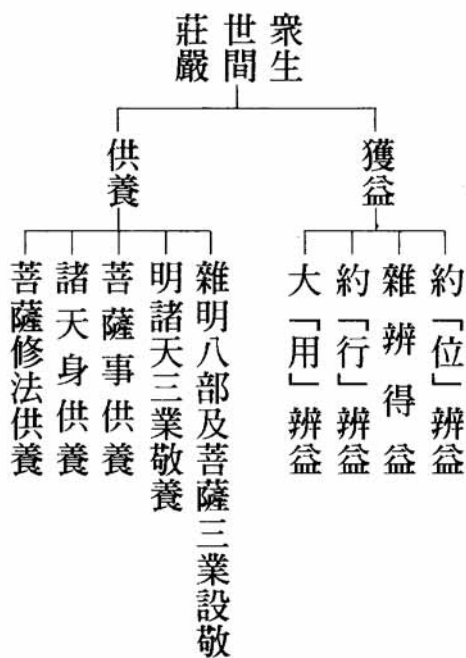 衆生
世間
莊嚴
獲益
約「位」辨益
雜辨得益
約「行」辨益
大「用」辨益
供養
雜明八部及菩薩三業設敬
明諸天三業敬養
菩薩事供養
諸天身供養
菩薩修法供養